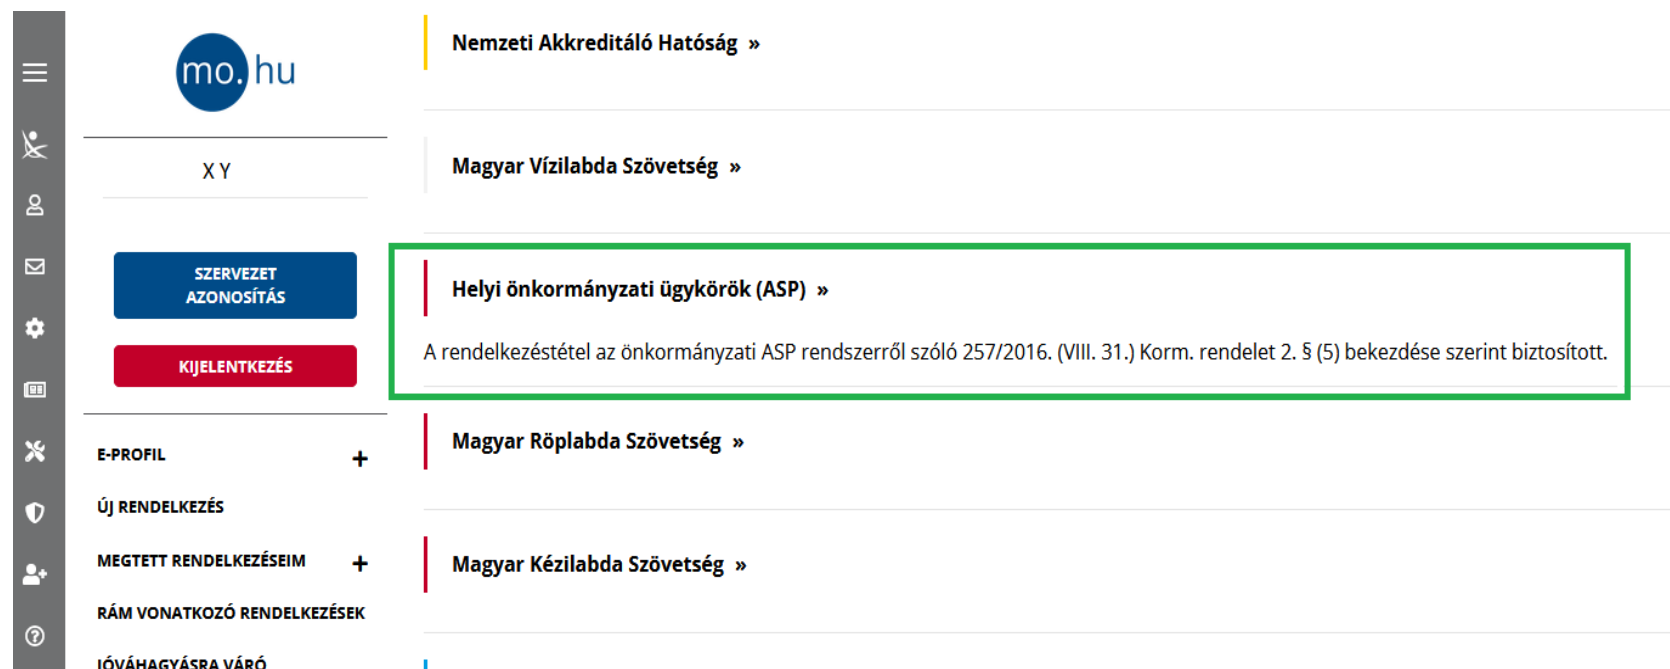 mo.hu
X Y
SZERVEZET
AZONOSÍTÁS
KIJELENTKEZÉS
E-PROFIL +
ÚJ RENDELKEZÉS
MEGTETT RENDELKEZÉSEIM +
RÁM VONATKOZÓ RENDELKEZÉSEK
JÓVÁHAGYÁSRA VÁRÓ
Nemzeti Akkreditáló Hatóság »
Magyar Vízilabda Szövetség »
Helyi önkormányzati ügykörök (ASP) »
A rendelkezéstétel az önkormányzati ASP rendszerről szóló 257/2016. (VIII. 31.) Korm. rendelet 2. § (5) bekezdése szerint biztosított.
Magyar Röplabda Szövetség »
Magyar Kézilabda Szövetség »